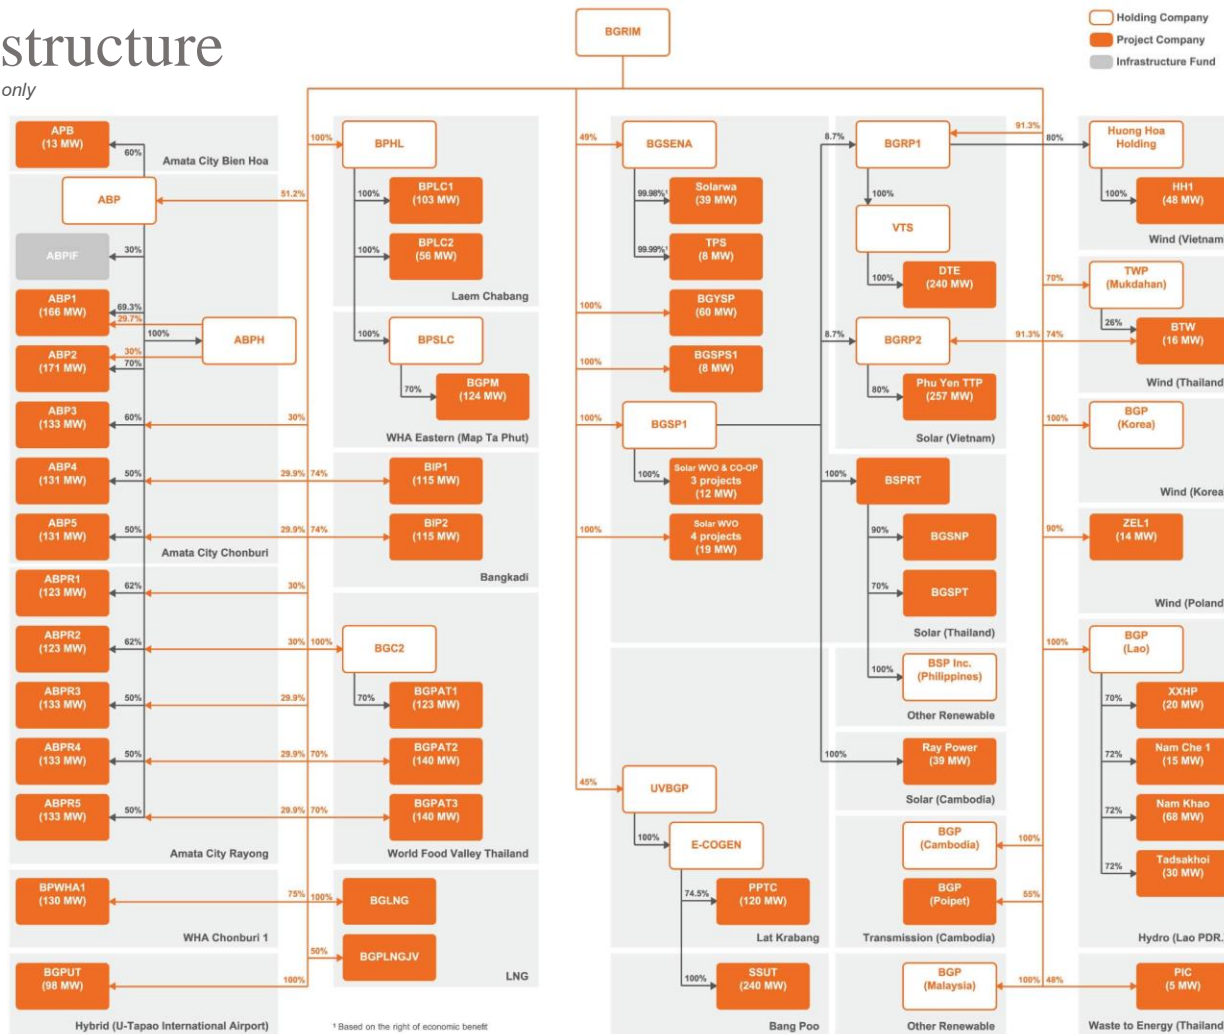 structure
only
BGRIM
Holding Company
Project Company
Infrastructure Fund
APB
(13 MW)
60%
Amata City Bien Hoa
ABP
51.2%
ABPIF
30%
ABP1
(166 MW)
69.3%
29.7%
100%
ABPH
ABP2
(171 MW)
30%
70%
ABP3
(133 MW)
60%
30%
ABP4
(131 MW)
50%
29.9%
ABP5
(131 MW)
50%
29.9%
Amata City Chonburi
ABPR1
(123 MW)
62%
30%
ABPR2
(123 MW)
62%
30%
ABPR3
(133 MW)
50%
29.9%
ABPR4
(133 MW)
50%
29.9%
ABPR5
(133 MW)
50%
29.9%
Amata City Rayong
BPWHA1
(130 MW)
75%
WHA Chonburi 1
BGPUT
(98 MW)
100%
Hybrid (U-Tapao International Airport)
100%
BPHL
100%
BPLC1
(103 MW)
100%
BPLC2
(56 MW)
Laem Chabang
100%
BPSLC
70%
BGPM
(124 MW)
WHA Eastern (Map Ta Phut)
74%
BIP1
(115 MW)
74%
BIP2
(115 MW)
Bangkadi
100%
BGC2
70%
BGPAT1
(123 MW)
70%
BGPAT2
(140 MW)
70%
BGPAT3
(140 MW)
World Food Valley Thailand
100%
BGLNG
50%
BGPLNGJV
LNG
¹ Based on the right of economic benefit
49%
BGSENA
99.98%¹
Solarwa
(39 MW)
99.99%¹
TPS
(8 MW)
100%
BGYSP
(60 MW)
100%
BGSPS1
(8 MW)
100%
BGSP1
100%
Solar WVO & CO-OP
3 projects
(12 MW)
100%
Solar WVO
4 projects
(19 MW)
45%
UVBGP
100%
E-COGEN
74.5%
PPTC
(120 MW)
Lat Krabang
100%
SSUT
(240 MW)
Bang Poo
8.7%
BGRP1
91.3%
100%
VTS
100%
DTE
(240 MW)
8.7%
BGRP2
91.3%
80%
Phu Yen TTP
(257 MW)
Solar (Vietnam)
100%
BSPRT
90%
BGSNP
70%
BGSPT
Solar (Thailand)
100%
BSP Inc.
(Philippines)
Other Renewable
100%
Ray Power
(39 MW)
Solar (Cambodia)
BGP
(Cambodia)
100%
BGP
(Poipet)
55%
Transmission (Cambodia)
BGP
(Malaysia)
100%
Other Renewable
80%
Huong Hoa
Holding
100%
HH1
(48 MW)
Wind (Vietnam
70%
TWP
(Mukdahan)
26%
74%
BTW
(16 MW)
Wind (Thailand
100%
BGP
(Korea)
Wind (Korea
90%
ZEL1
(14 MW)
Wind (Poland)
100%
BGP
(Lao)
70%
XXHP
(20 MW)
72%
Nam Che 1
(15 MW)
72%
Nam Khao
(68 MW)
72%
Tadsakhoi
(30 MW)
Hydro (Lao PDR.
48%
PIC
(5 MW)
Waste to Energy (Thailand